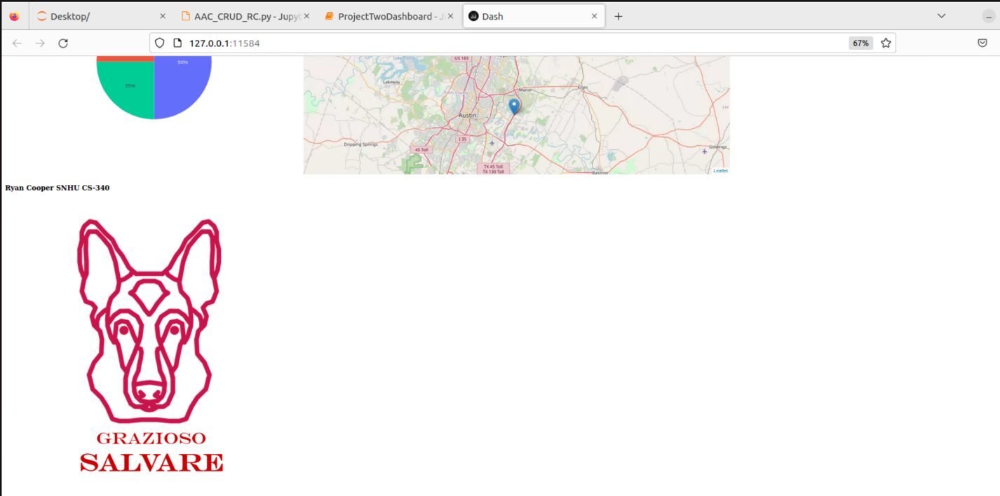 Desktop/
AAC_CRUD_RC.py - Jupyt
ProjectTwoDashboard - J
Dash
127.0.0.1:11584
67%
50%
25%
US 183
Lakeway
Manor
Elgin
Travis County
Austin
I 35
Dripping Springs
45 Toll
Giddings
TX 45 Toll
TX 130 Toll
Bastrop
Leaflet
Ryan Cooper SNHU CS-340
GRAZIOSO
SALVARE